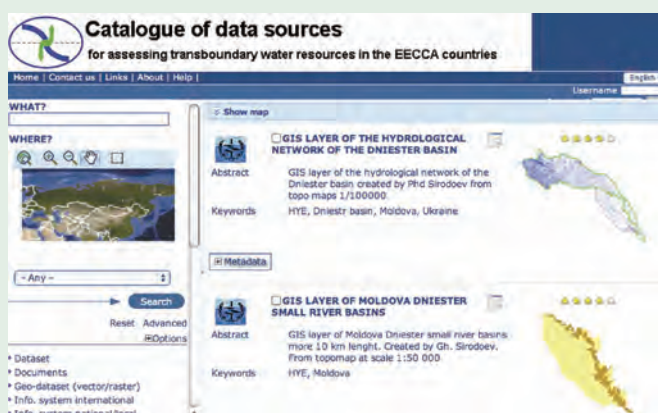 Catalogue of data sources
for assessing transboundary water resources in the EECCA countries
Home | Contact us | Links | About | Help |
English
Username
WHAT?
WHERE?
- Any -
Search
Reset Advanced
Options
Dataset
Documents
Geo-dataset (vector/raster)
Info. system international
Info. system national/local
Show map
GIS LAYER OF THE HYDROLOGICAL
NETWORK OF THE DNIESTER BASIN
Abstract
GIS layer of the hydrological network of the
Dniester basin created by Phd Sirodoev from
topo maps 1/100000
Keywords
HYE, Dniestr basin, Moldova, Ukraine
Metadata
GIS LAYER OF MOLDOVA DNIESTER
SMALL RIVER BASINS
Abstract
GIS layer of Moldova Dniester small river basins
more 10 km lenght. Created by Gh. Sirodoev.
From topomap at scale 1:50 000
Keywords
HYE, Moldova